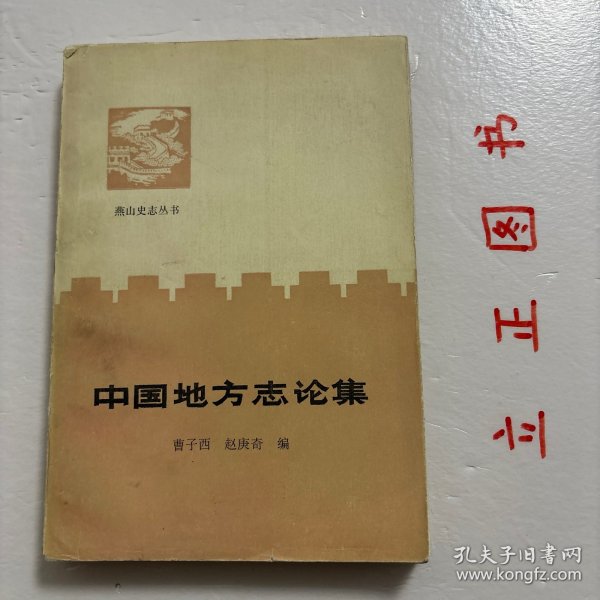 燕山史志丛书
中国地方志论集
曹子西 赵庚奇 编
立正图书
孔夫子旧书网
www.kongfz.com